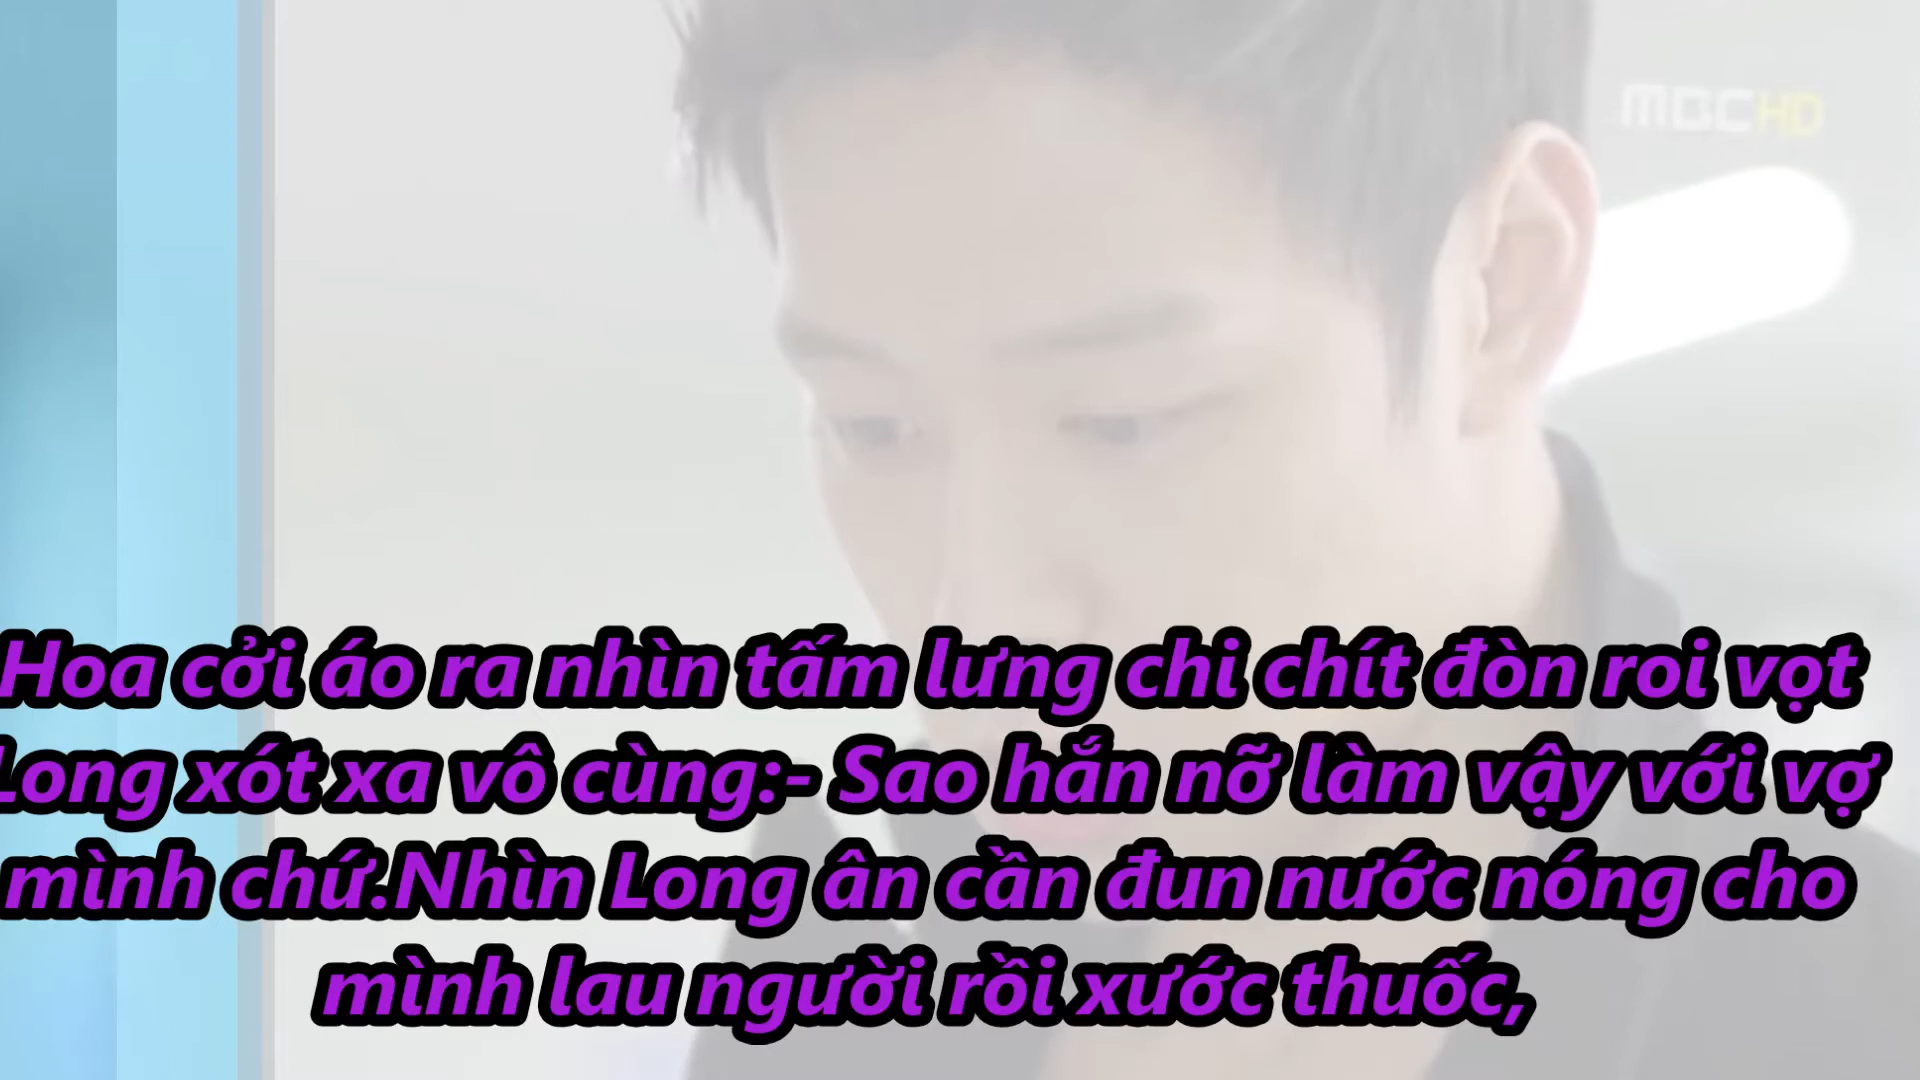 MBCHD
Hoa cởi áo ra nhìn tấm lưng chi chít đòn roi vọt
Long xót xa vô cùng:- Sao hắn nỡ làm vậy với vợ
mình chứ.Nhìn Long ân cần đun nước nóng cho
mình lau người rồi xước thuốc,